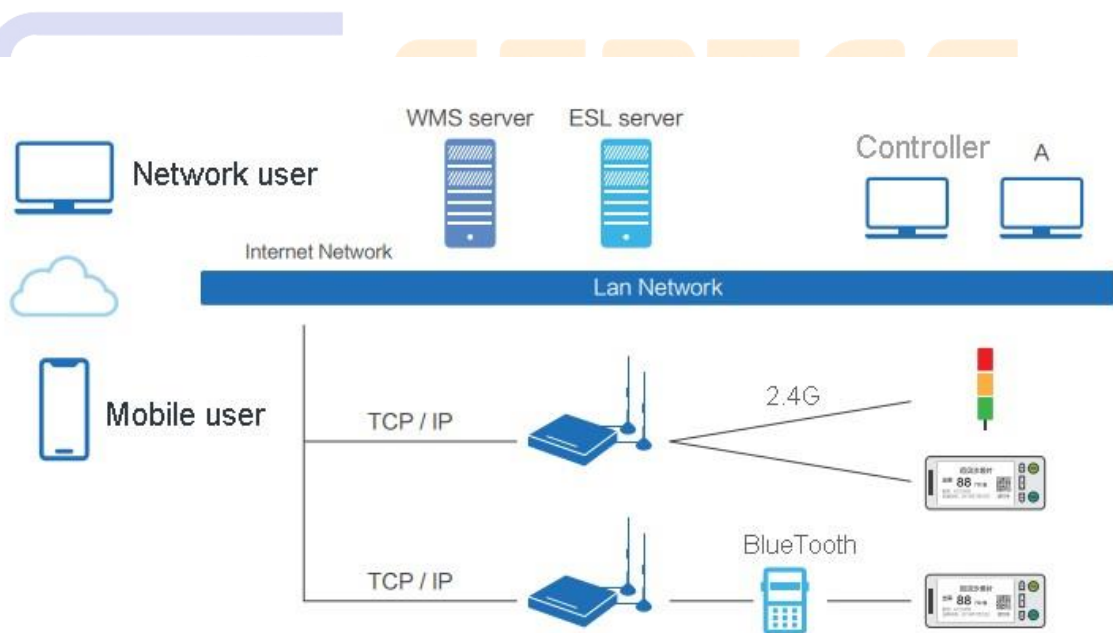 WMS server
ESL server
Controller
A
Network user
Internet Network
Lan Network
Mobile user
2.4G
TCP / IP
88
BlueTooth
TCP / IP
88